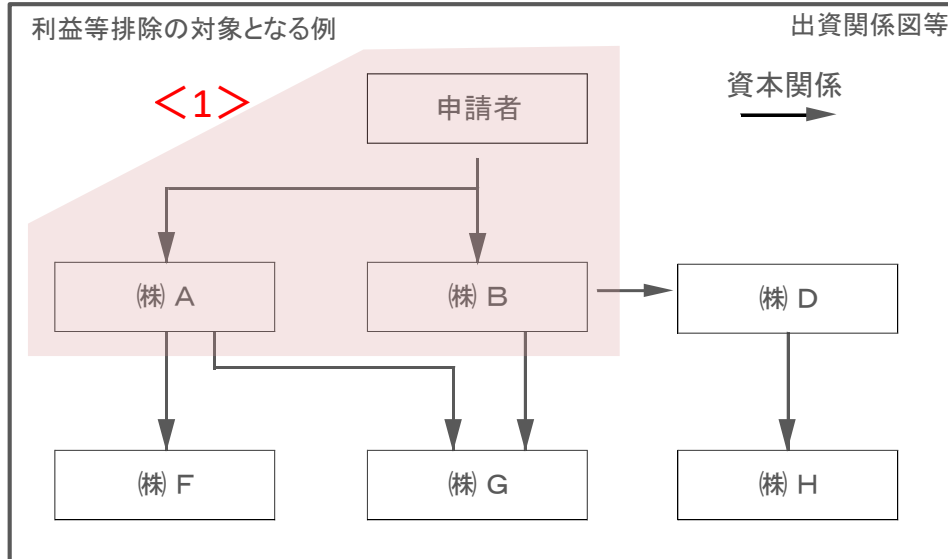 利益等排除の対象となる例
出資関係図等
<1>
申請者
資本関係
㈱ A
㈱ B
㈱ D
㈱ F
㈱ G
㈱ H